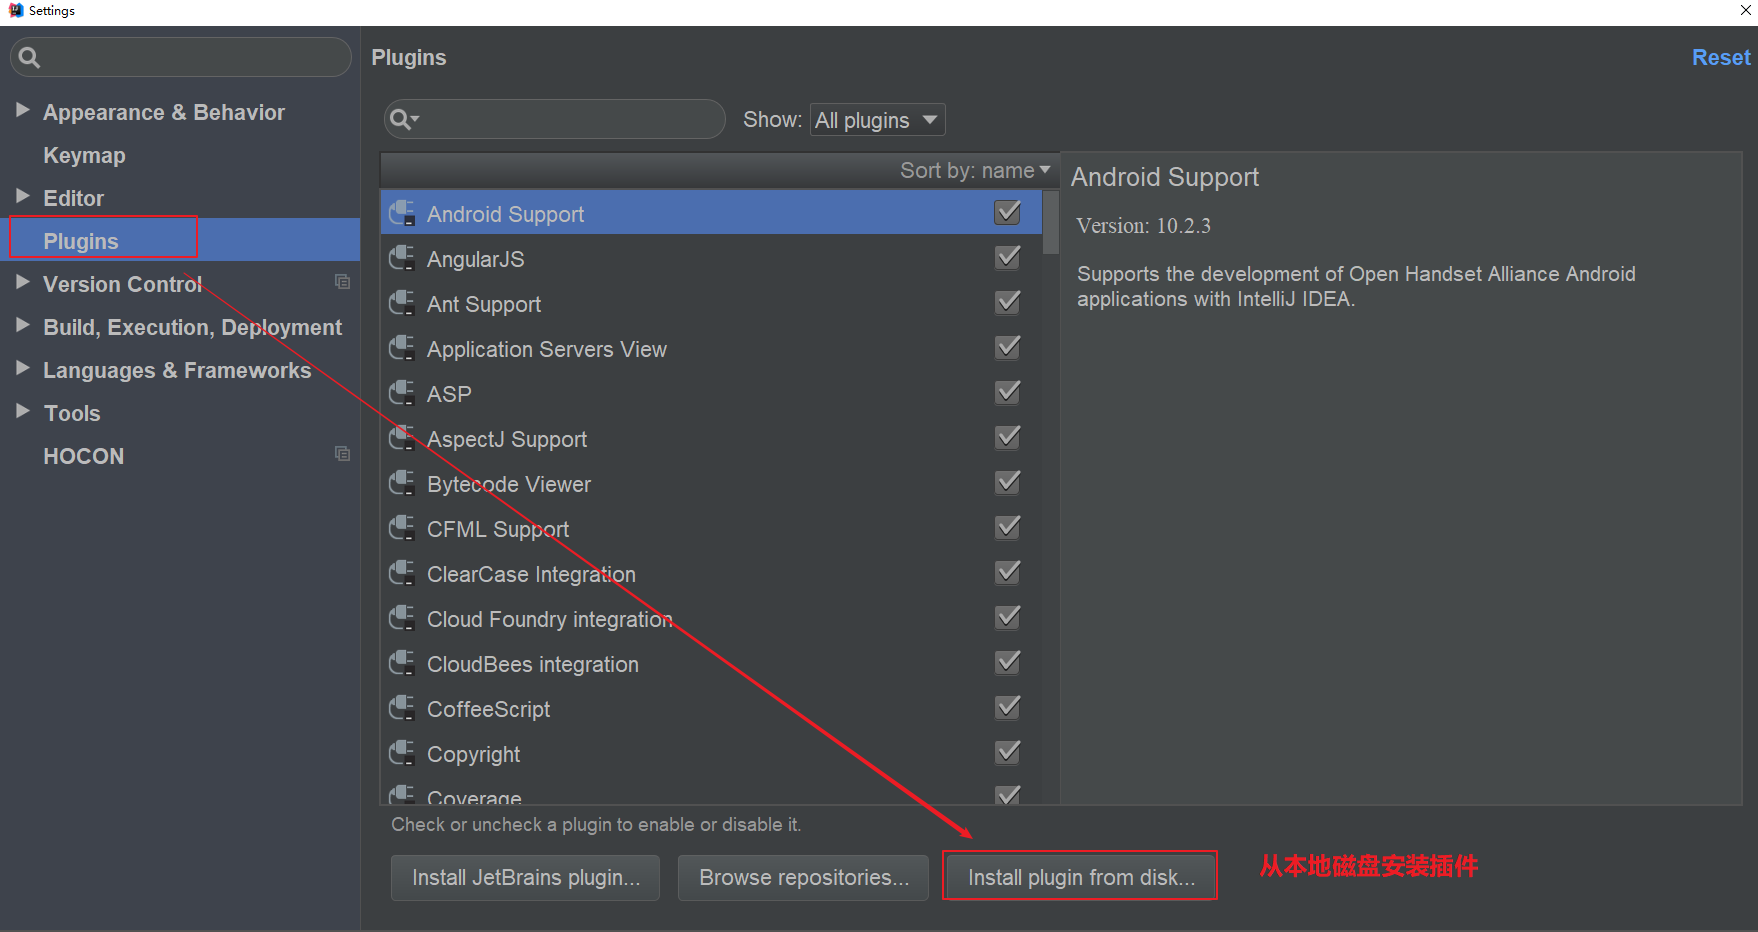 Settings
Plugins
Reset
Appearance & Behavior
Keymap
Editor
Plugins
Version Control
Build, Execution, Deployment
Languages & Frameworks
Tools
HOCON
Show: All plugins
Sort by: name
Android Support
AngularJS
Ant Support
Application Servers View
ASP
AspectJ Support
Bytecode Viewer
CFML Support
ClearCase Integration
Cloud Foundry integration
CloudBees integration
CoffeeScript
Copyright
Coverage
Android Support
Version: 10.2.3
Supports the development of Open Handset Alliance Android
applications with IntelliJ IDEA.
Check or uncheck a plugin to enable or disable it.
Install JetBrains plugin...
Browse repositories...
Install plugin from disk...
从本地磁盘安装插件